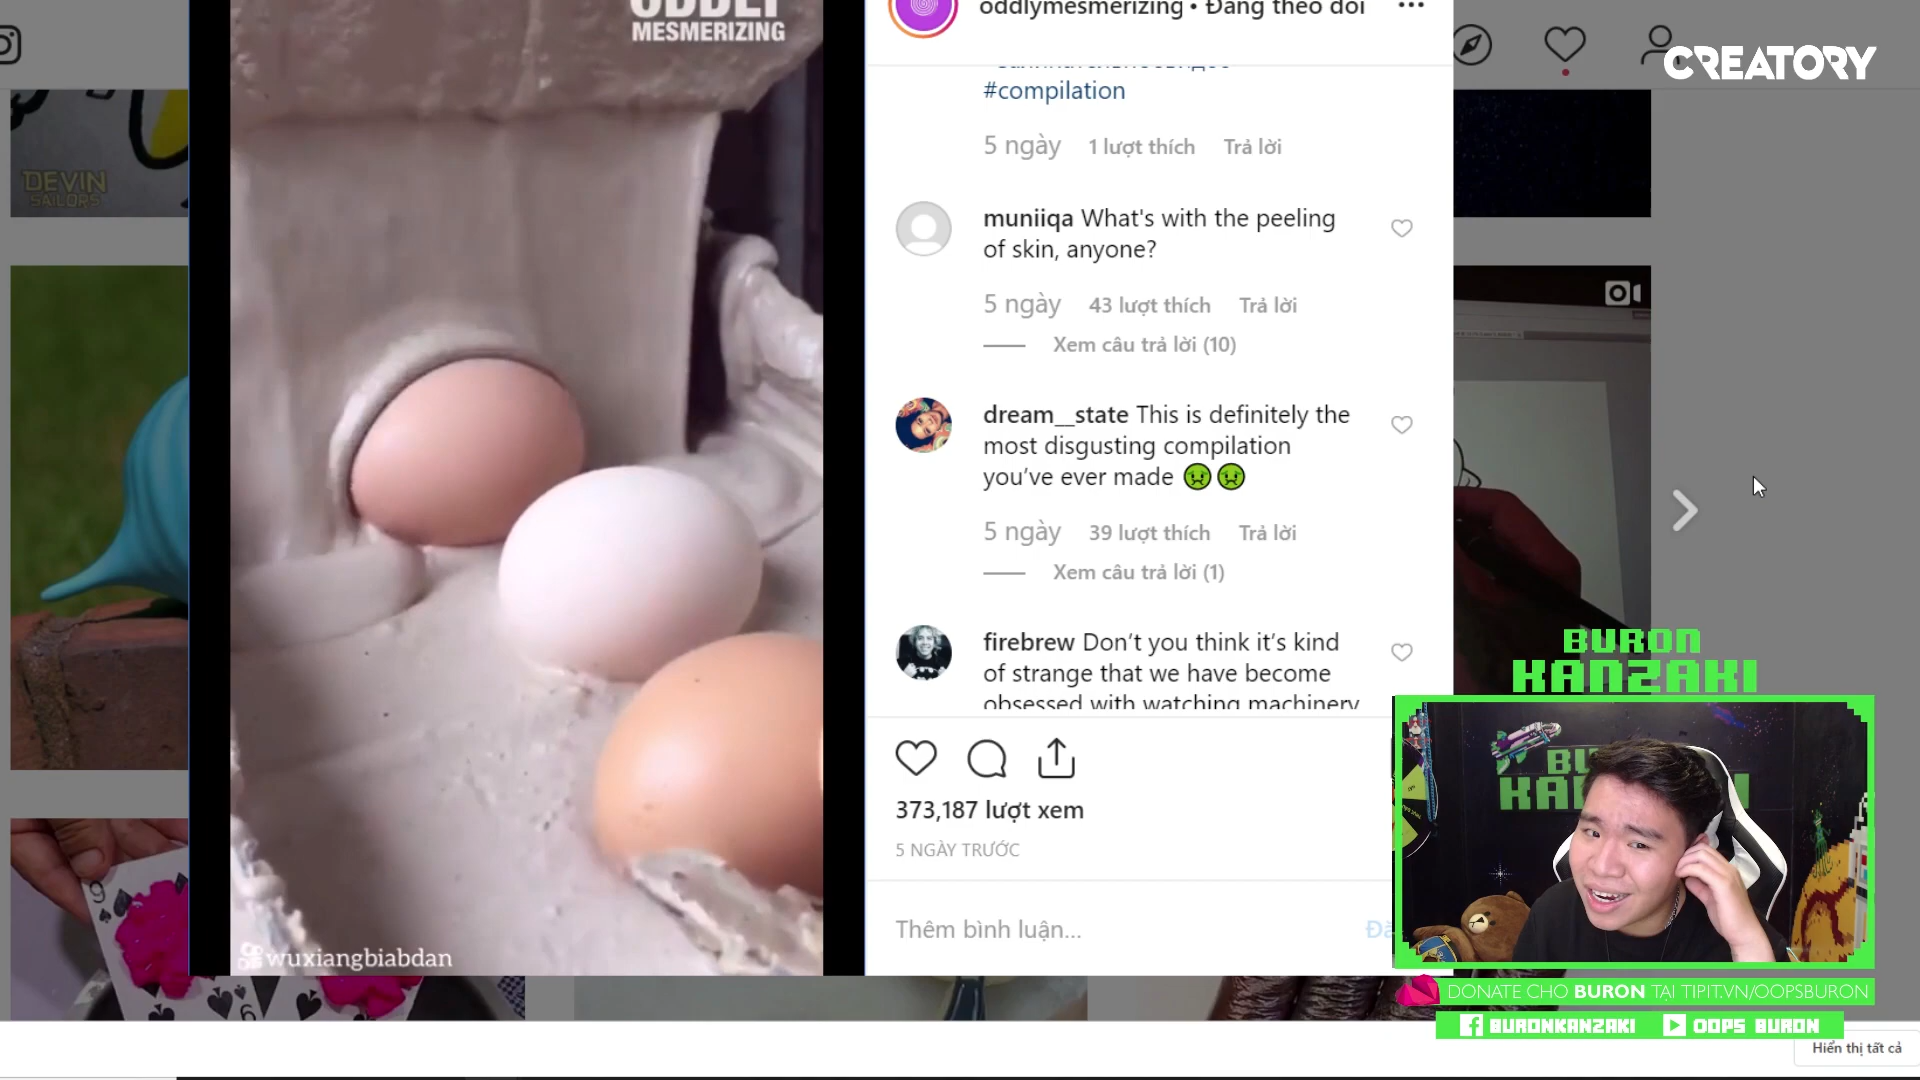 ODDLY
MESMERIZING
oddlymesmerizing • Đang theo dõi
CREATORY
DEVIN
SAILORS
#compilation
5 ngày 1 lượt thích Trả lời
muniiqa What's with the peeling
of skin, anyone?
5 ngày 43 lượt thích Trả lời
Xem câu trả lời (10)
dream__state This is definitely the
most disgusting compilation
you've ever made 🤢🤢
5 ngày 39 lượt thích Trả lời
Xem câu trả lời (1)
firebrew Don't you think it's kind
of strange that we have become
obsessed with watching machinery
373,187 lượt xem
5 NGÀY TRƯỚC
Thêm bình luận...
wuxiangbiabdan
BURON
KANZAKI
DONATE CHO BURON TẠI TIPIT.VN/OOPSBURON
BURONKANZAKI OOPS BURON
Hiển thị tất cả